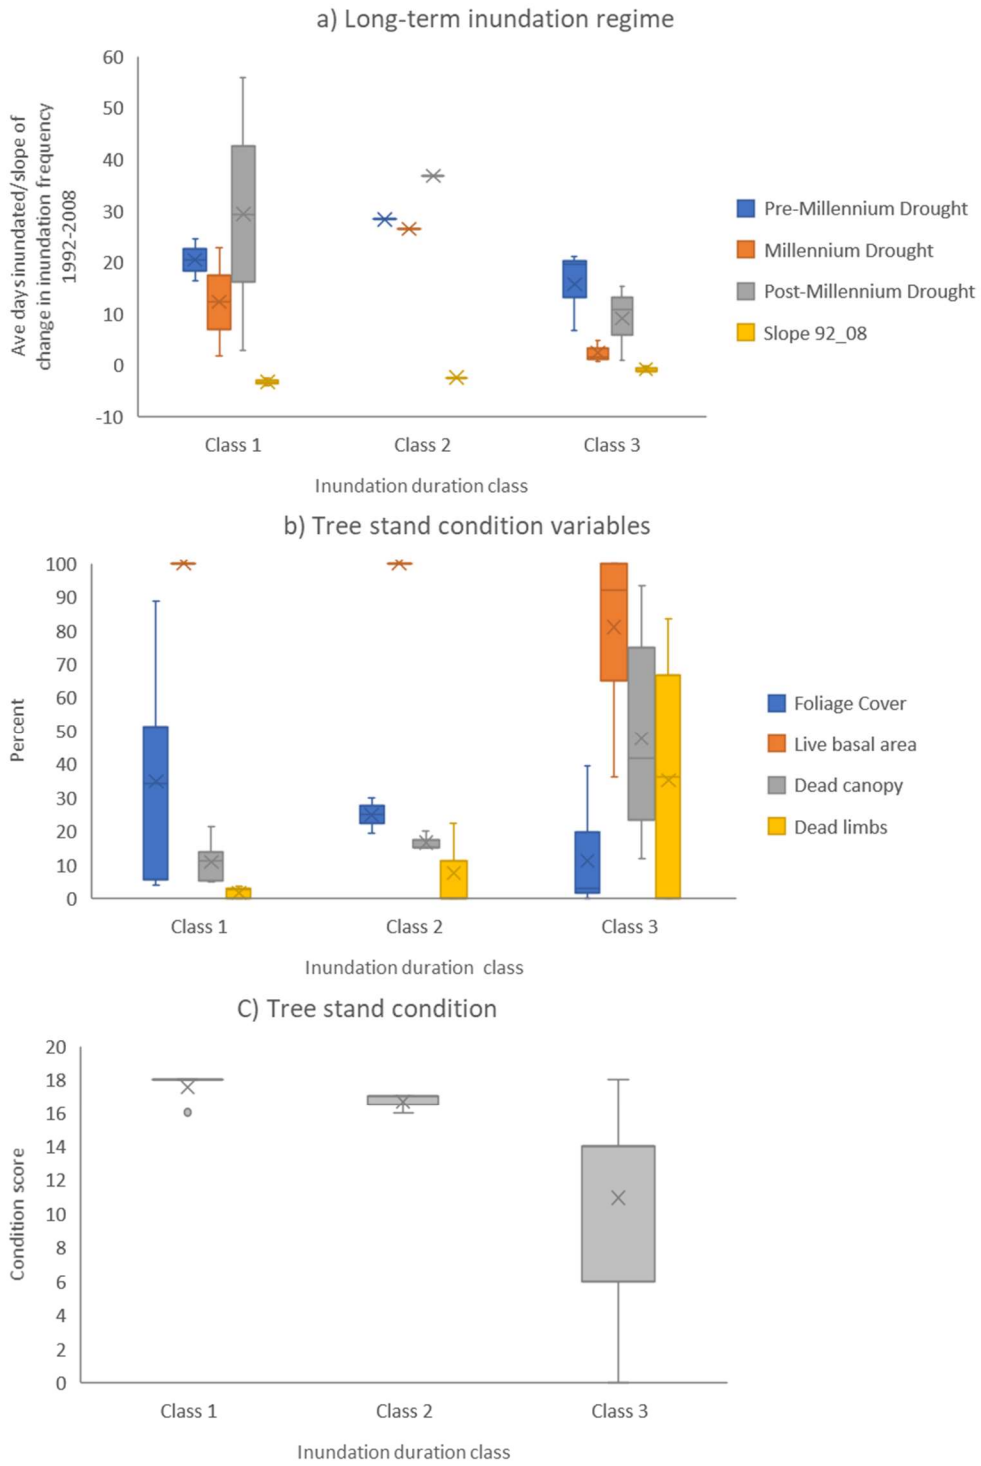 a) Long-term inundation regime
60
50
40
30
20
10
0
-10
Ave days inundated/slope of
change in inundation frequency
1992-2008
Class 1 Class 2 Class 3
Inundation duration class
Pre-Millennium Drought
Millennium Drought
Post-Millennium Drought
Slope 92_08
b) Tree stand condition variables
100
90
80
70
60
50
40
30
20
10
0
Percent
Class 1 Class 2 Class 3
Inundation duration class
Foliage Cover
Live basal area
Dead canopy
Dead limbs
C) Tree stand condition
20
18
16
14
12
10
8
6
4
2
0
Condition score
Class 1 Class 2 Class 3
Inundation duration class